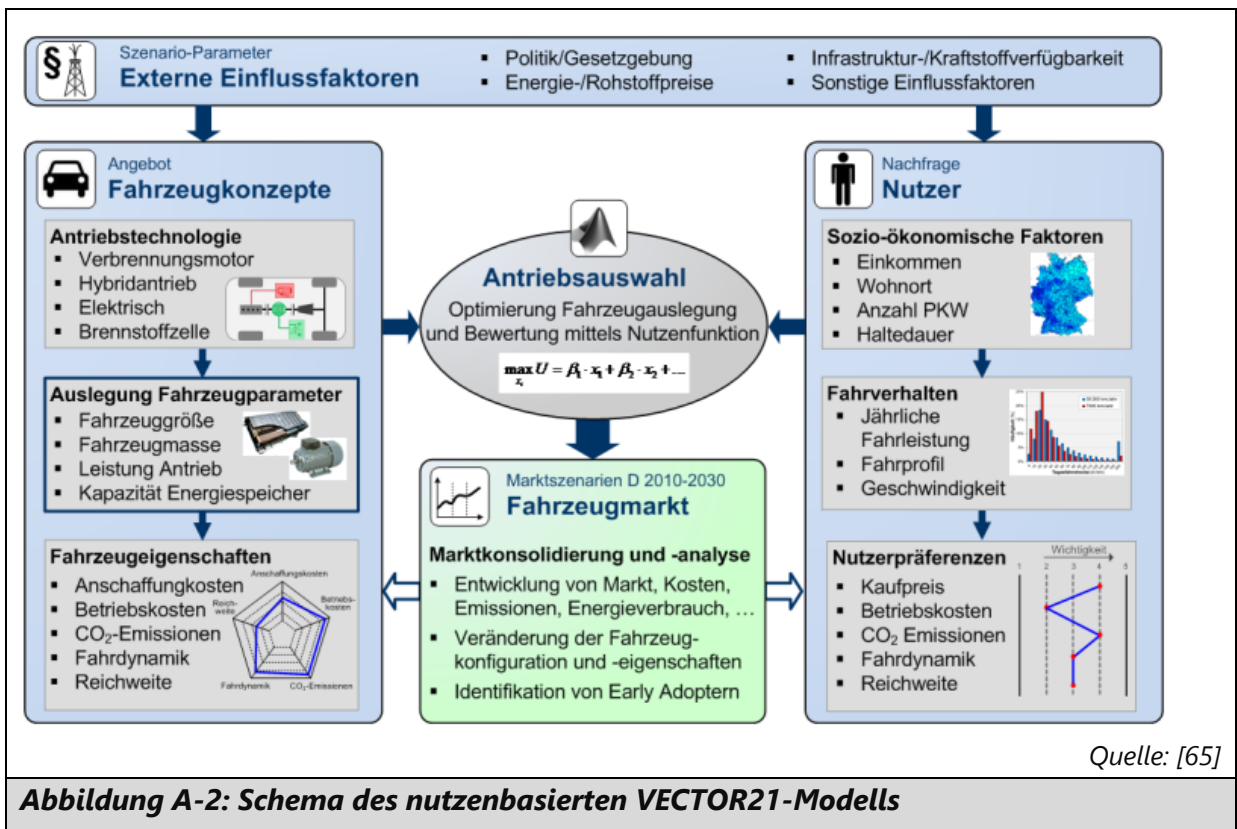 Szenario-Parameter
Externe Einflussfaktoren
▪ Politik/Gesetzgebung
▪ Energie-/Rohstoffpreise
▪ Infrastruktur-/Kraftstoffverfügbarkeit
▪ Sonstige Einflussfaktoren
Angebot
Fahrzeugkonzepte
Antriebstechnologie
▪ Verbrennungsmotor
▪ Hybridantrieb
▪ Elektrisch
▪ Brennstoffzelle
Auslegung Fahrzeugparameter
▪ Fahrzeuggröße
▪ Fahrzeugmasse
▪ Leistung Antrieb
▪ Kapazität Energiespeicher
Fahrzeugeigenschaften
▪ Anschaffungkosten
▪ Betriebskosten
▪ CO₂-Emissionen
▪ Fahrdynamik
▪ Reichweite
Anschaffungskosten
Betriebs-
kosten
CO₂-Emissionen
Fahrdynamik
Reich-
weite
Antriebsauswahl
Optimierung Fahrzeugauslegung
und Bewertung mittels Nutzenfunktion
max U = β₁ · x₁ + β₂ · x₂ + ...
Marktszenarien D 2010-2030
Fahrzeugmarkt
Marktkonsolidierung und -analyse
▪ Entwicklung von Markt, Kosten,
Emissionen, Energieverbrauch, …
▪ Veränderung der Fahrzeug-
konfiguration und -eigenschaften
▪ Identifikation von Early Adoptern
Nachfrage
Nutzer
Sozio-ökonomische Faktoren
▪ Einkommen
▪ Wohnort
▪ Anzahl PKW
▪ Haltedauer
Fahrverhalten
▪ Jährliche
Fahrleistung
▪ Fahrprofil
▪ Geschwindigkeit
Nutzerpräferenzen
▪ Kaufpreis
▪ Betriebskosten
▪ CO₂ Emissionen
▪ Fahrdynamik
▪ Reichweite
Wichtigkeit
1 2 3 4 5
Quelle: [65]
Abbildung A-2: Schema des nutzenbasierten VECTOR21-Modells